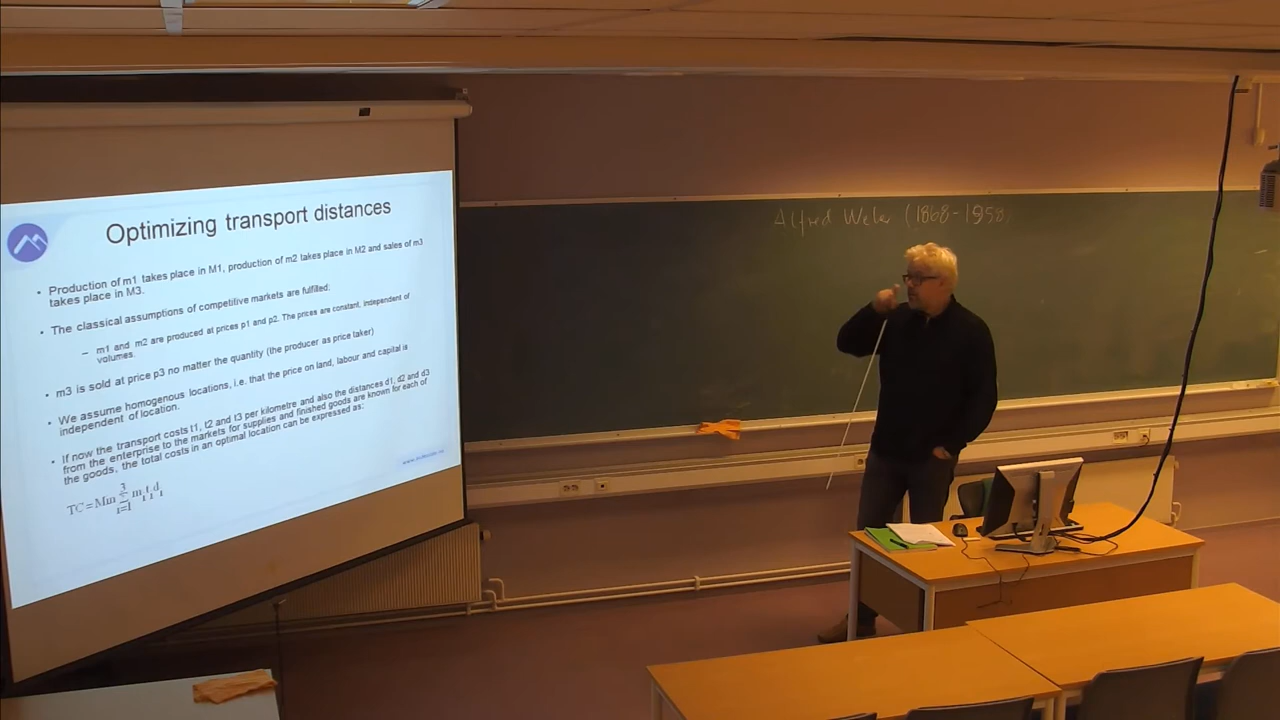 Optimizing transport distances
• Production of m1 takes place in M1, production of m2 takes place in M2 and sales of m3
takes place in M3.
• The classical assumptions of competitive markets are fulfilled:
– m1 and m2 are produced at prices p1 and p2. The prices are constant, independent of
volumes.
• m3 is sold at price p3 no matter the quantity (the producer as price taker)
• We assume homogenous locations, i.e. that the price on land, labour and capital is
independent of location.
• If now the transport costs t1, t2 and t3 per kilometre and also the distances d1, d2 and d3
from the enterprise to the markets for supplies and finished goods are known for each of
the goods, the total costs in an optimal location can be expressed as:
TC = Min 3 Σ i=1 m_i t_i d_i
Alfred Weber (1868-1958)